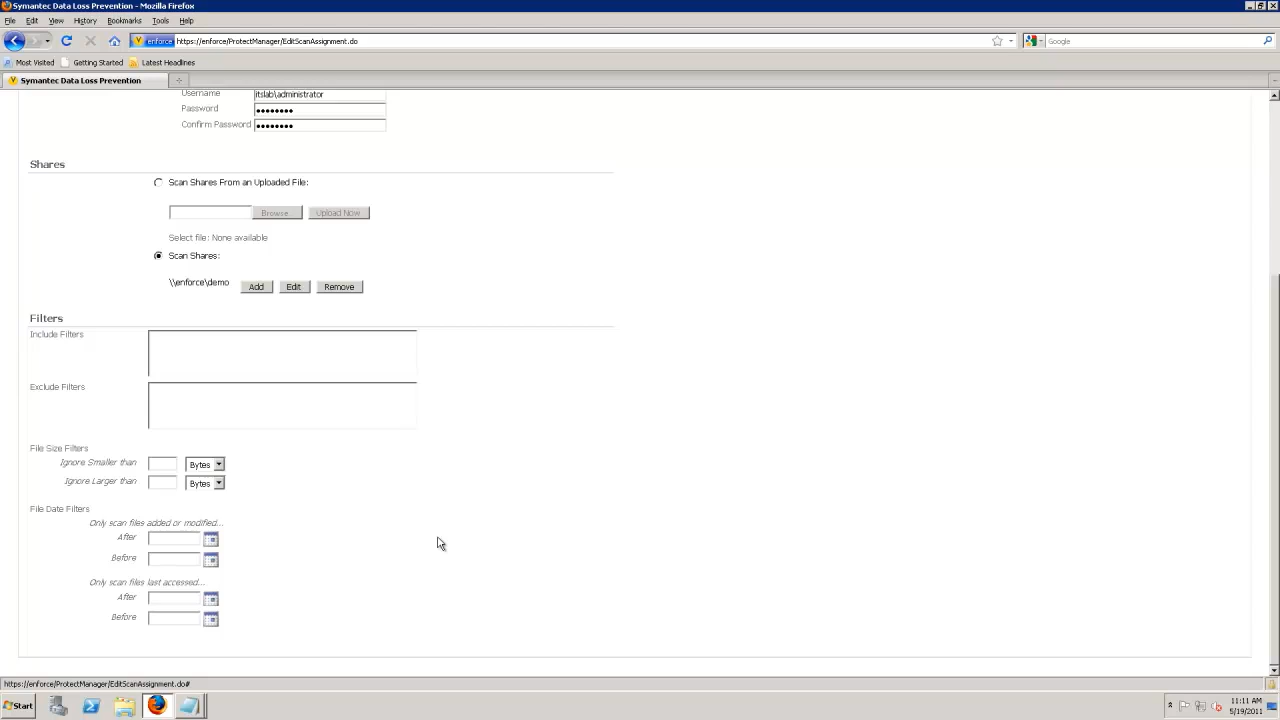 Symantec Data Loss Prevention - Mozilla Firefox
File Edit View History Bookmarks Tools Help
enforce https://enforce/ProtectManager/EditScanAssignment.do Google
Most Visited Getting Started Latest Headlines
Symantec Data Loss Prevention
Username itslab\administrator
Password ●●●●●●●●
Confirm Password ●●●●●●●●
Shares
Scan Shares From an Uploaded File:
Browse... Upload Now
Select file: None available
Scan Shares:
\\enforce\demo Add Edit Remove
Filters
Include Filters
Exclude Filters
File Size Filters
Ignore Smaller than Bytes
Ignore Larger than Bytes
File Date Filters
Only scan files added or modified...
After
Before
Only scan files last accessed...
After
Before
https://enforce/ProtectManager/EditScanAssignment.do#
Start 11:11 AM
5/19/2011